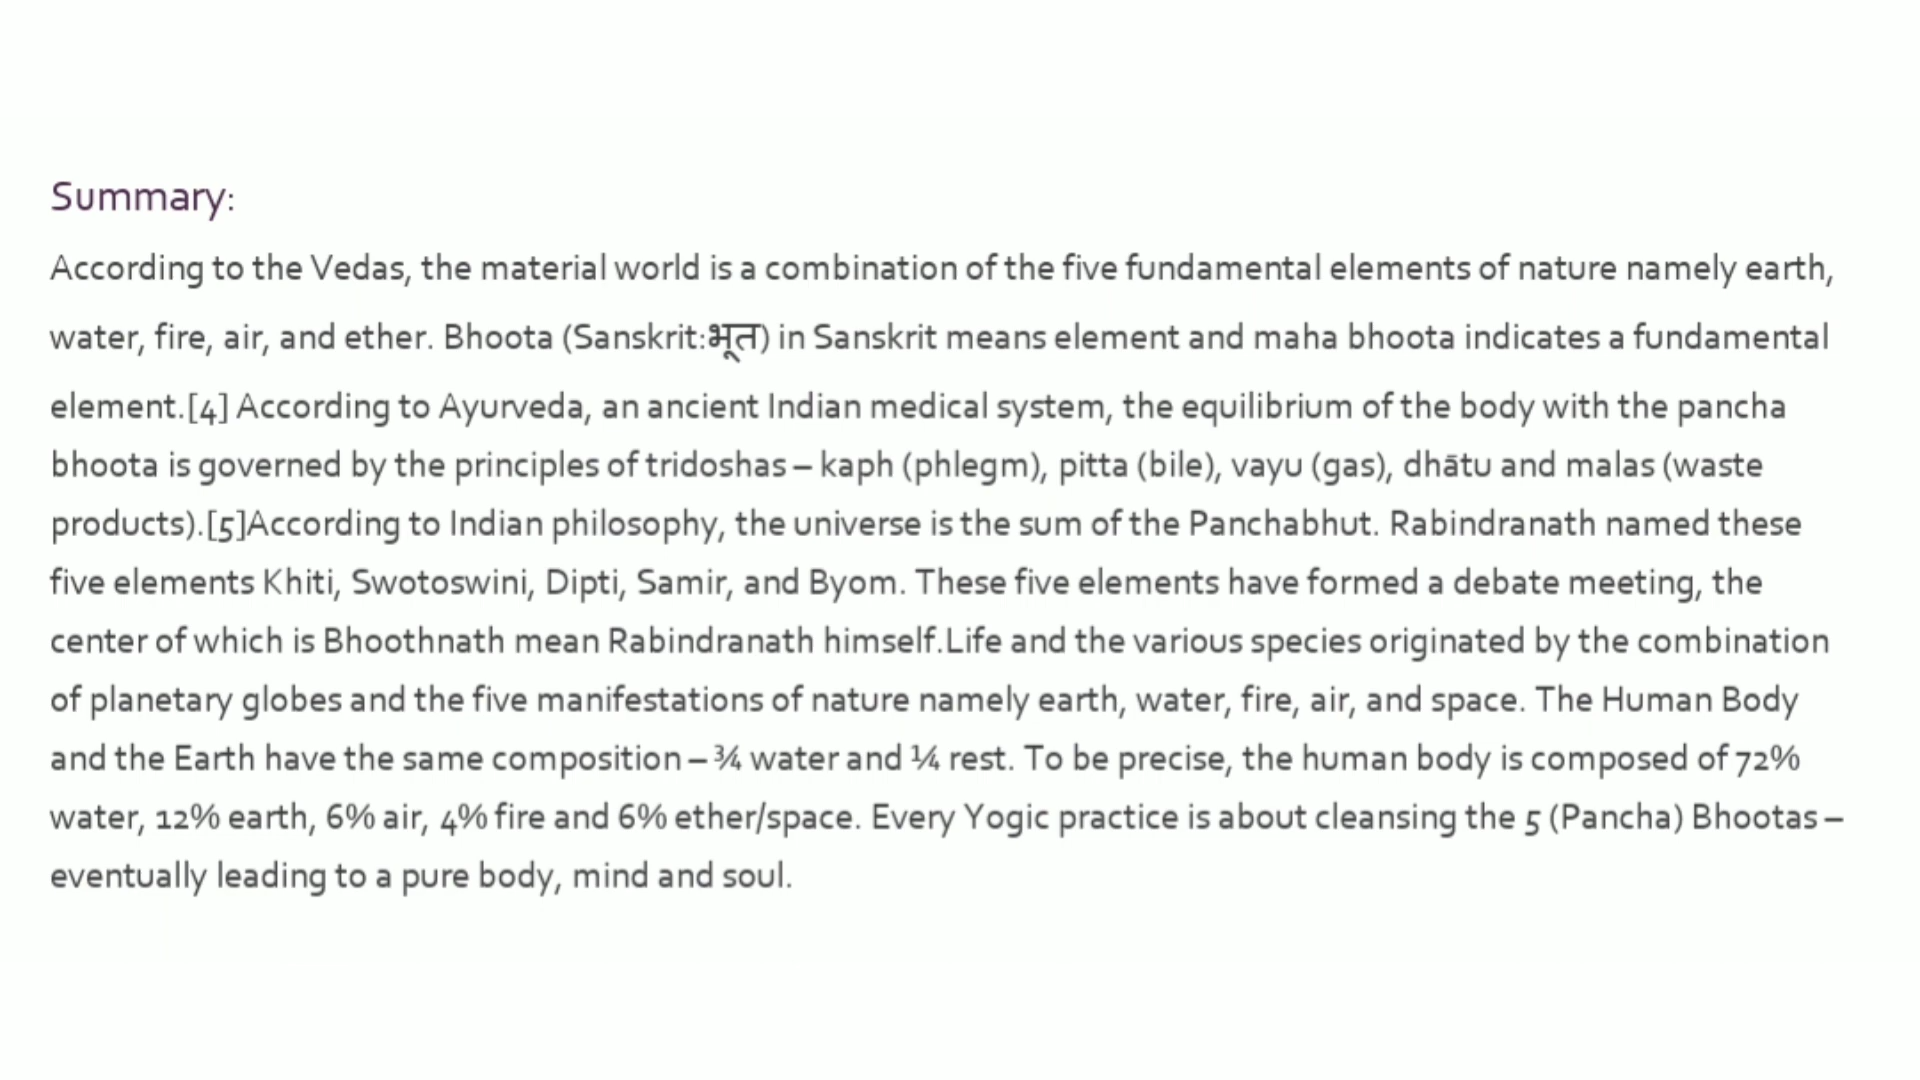 Summary:
According to the Vedas, the material world is a combination of the five fundamental elements of nature namely earth,
water, fire, air, and ether. Bhoota (Sanskrit:भूत) in Sanskrit means element and maha bhoota indicates a fundamental
element.[4] According to Ayurveda, an ancient Indian medical system, the equilibrium of the body with the pancha
bhoota is governed by the principles of tridoshas – kaph (phlegm), pitta (bile), vayu (gas), dhātu and malas (waste
products).[5]According to Indian philosophy, the universe is the sum of the Panchabhut. Rabindranath named these
five elements Khiti, Swotoswini, Dipti, Samir, and Byom. These five elements have formed a debate meeting, the
center of which is Bhoothnath mean Rabindranath himself.Life and the various species originated by the combination
of planetary globes and the five manifestations of nature namely earth, water, fire, air, and space. The Human Body
and the Earth have the same composition – ¾ water and ¼ rest. To be precise, the human body is composed of 72%
water, 12% earth, 6% air, 4% fire and 6% ether/space. Every Yogic practice is about cleansing the 5 (Pancha) Bhootas –
eventually leading to a pure body, mind and soul.